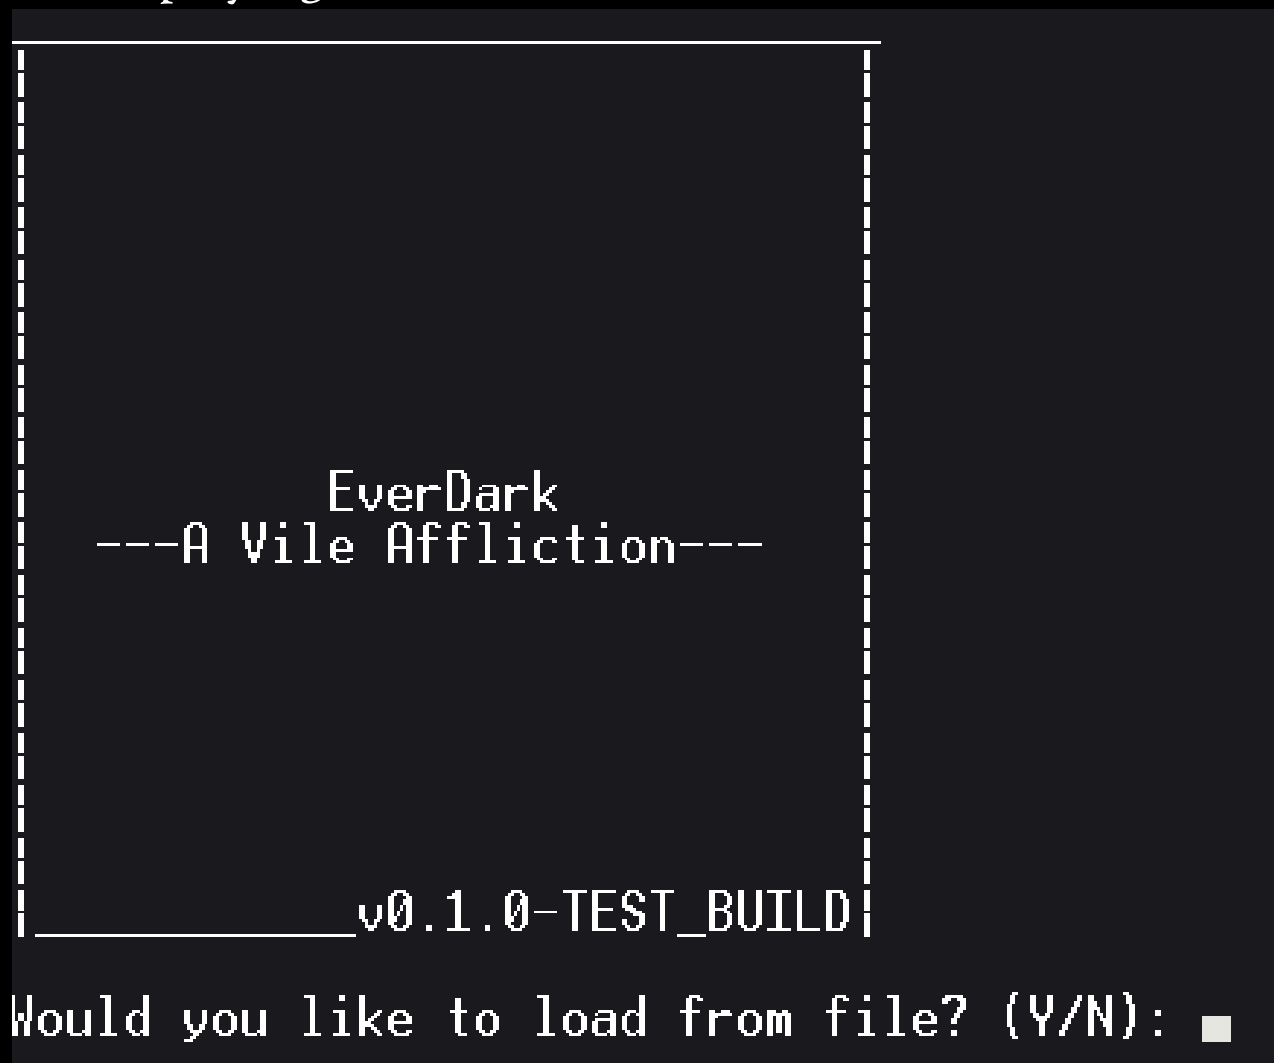 EverDark
---A Vile Affliction---
v0.1.0-TEST_BUILD
Would you like to load from file? (Y/N):